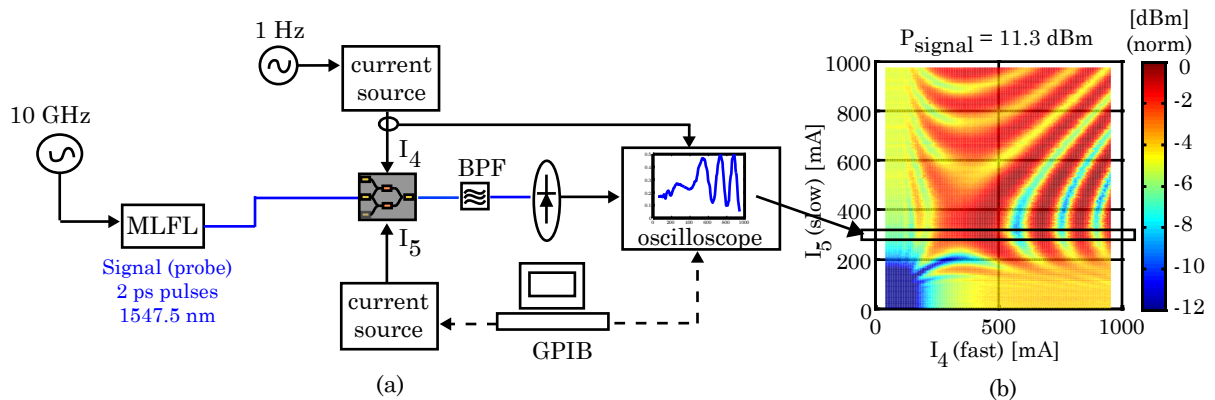 1 Hz
current
source
10 GHz
I4
BPF
MLFL
I5
oscilloscope
Signal (probe)
2 ps pulses
1547.5 nm
current
source
GPIB
(a)
[dBm]
(norm)
Psignal = 11.3 dBm
1000
800
600
400
200
0
I5 (slow) [mA]
0
500
1000
I4 (fast) [mA]
0
-2
-4
-6
-8
-10
-12
(b)